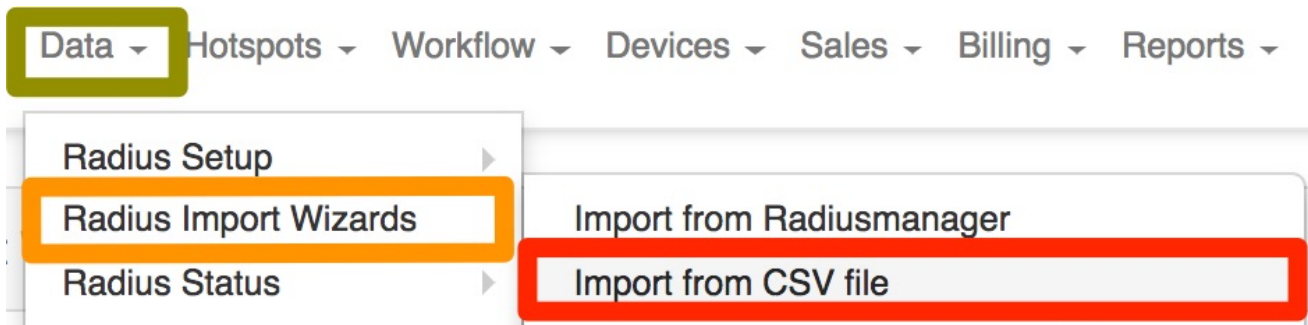 Data Hotspots Workflow Devices Sales Billing Reports
Radius Setup
Radius Import Wizards
Import from Radiusmanager
Radius Status
Import from CSV file